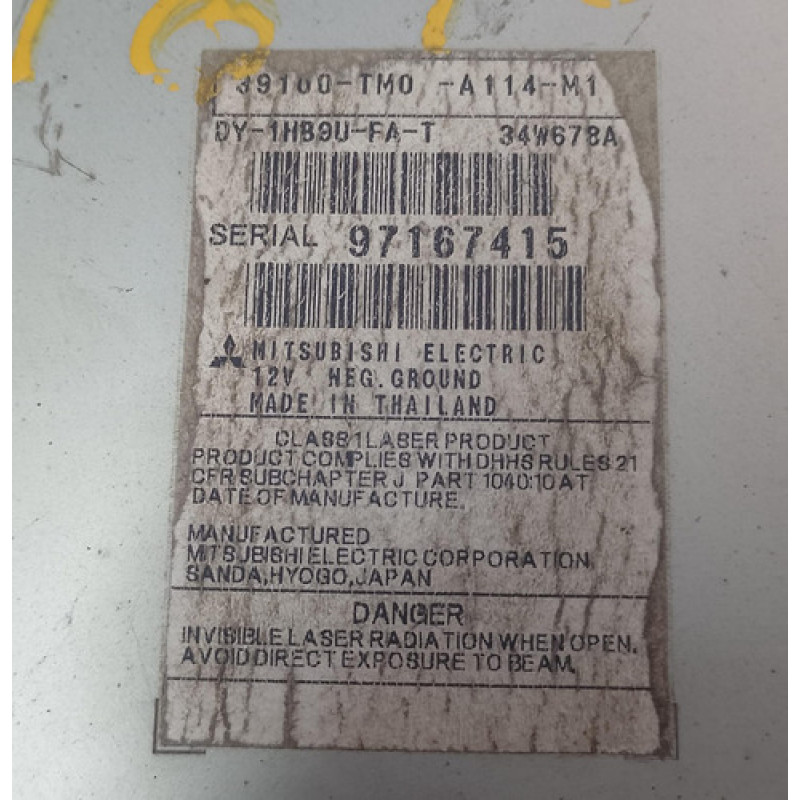 39100-TM0 -A114-M1
DY-1HB9U-FA-T 34W678A
SERIAL 97167415
MITSUBISHI ELECTRIC
12V NEG.GROUND
MADE IN THAILAND
CLASS 1 LASER PRODUCT
PRODUCT COMPLIES WITH DHHS RULES 21
CFR SUBCHAPTER J PART 1040:10 AT
DATE OF MANUFACTURE.
MANUFACTURED
MITSUBISHI ELECTRIC CORPORATION
SANDA,HYOGO,JAPAN
DANGER
INVISIBLE LASER RADIATION WHEN OPEN.
AVOID DIRECT EXPOSURE TO BEAM.